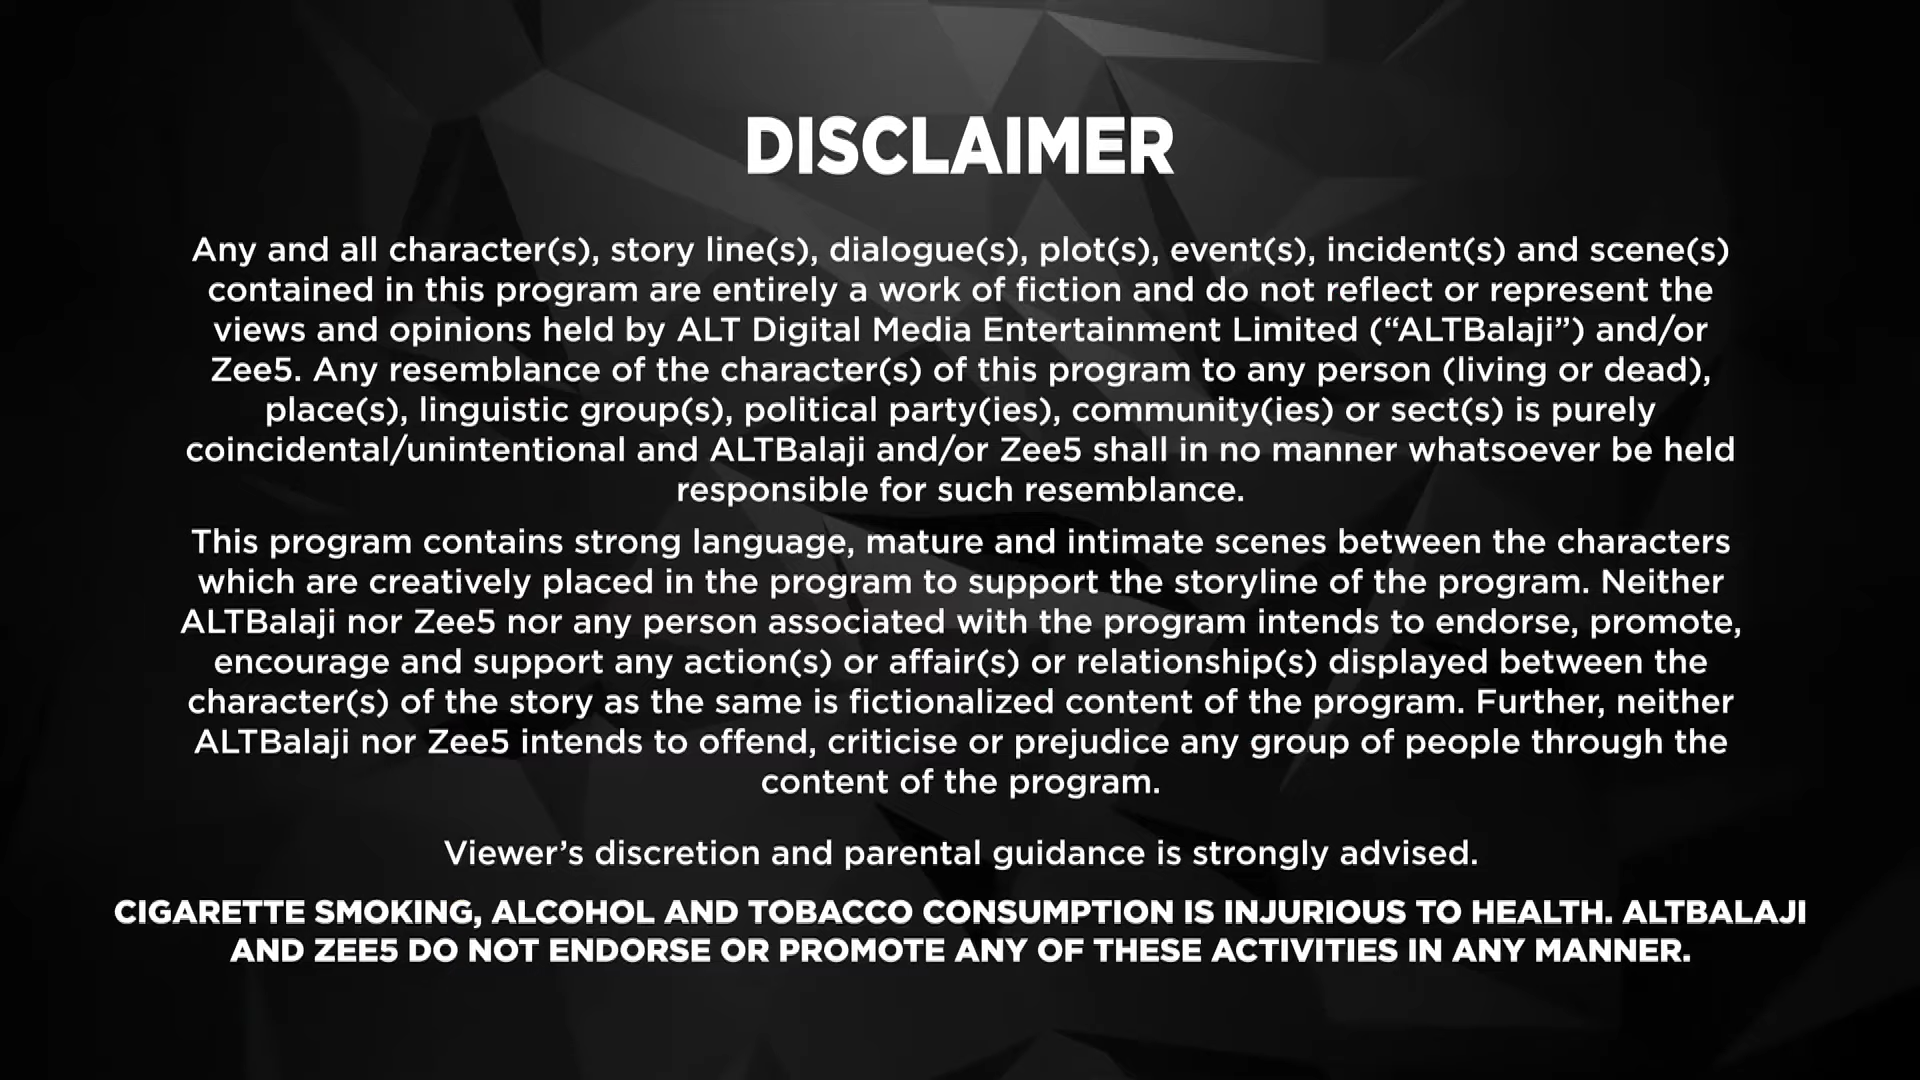 DISCLAIMER
Any and all character(s), story line(s), dialogue(s), plot(s), event(s), incident(s) and scene(s)
contained in this program are entirely a work of fiction and do not reflect or represent the
views and opinions held by ALT Digital Media Entertainment Limited (“ALTBalaji”) and/or
Zee5. Any resemblance of the character(s) of this program to any person (living or dead),
place(s), linguistic group(s), political party(ies), community(ies) or sect(s) is purely
coincidental/unintentional and ALTBalaji and/or Zee5 shall in no manner whatsoever be held
responsible for such resemblance.
This program contains strong language, mature and intimate scenes between the characters
which are creatively placed in the program to support the storyline of the program. Neither
ALTBalaji nor Zee5 nor any person associated with the program intends to endorse, promote,
encourage and support any action(s) or affair(s) or relationship(s) displayed between the
character(s) of the story as the same is fictionalized content of the program. Further, neither
ALTBalaji nor Zee5 intends to offend, criticise or prejudice any group of people through the
content of the program.
Viewer’s discretion and parental guidance is strongly advised.
CIGARETTE SMOKING, ALCOHOL AND TOBACCO CONSUMPTION IS INJURIOUS TO HEALTH. ALTBALAJI
AND ZEE5 DO NOT ENDORSE OR PROMOTE ANY OF THESE ACTIVITIES IN ANY MANNER.